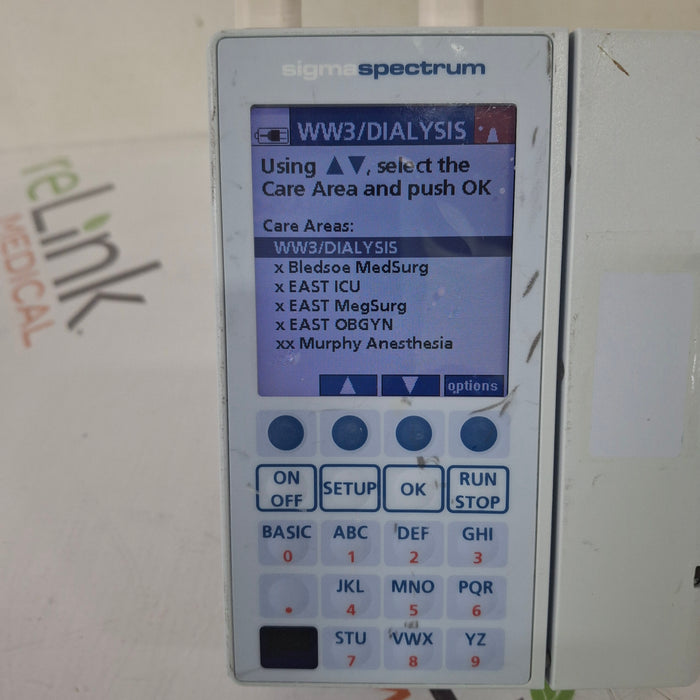 sigmaspectrum
WW3/DIALYSIS
Using ▲▼, select the
Care Area and push OK
Care Areas:
WW3/DIALYSIS
x Bledsoe MedSurg
x EAST ICU
x EAST MegSurg
x EAST OBGYN
xx Murphy Anesthesia
options
ON OFF SETUP OK RUN STOP
BASIC ABC DEF GHI
0 1 2 3
JKL MNO PQR
. 4 5 6
STU VWX YZ
7 8 9
reLink
MEDICAL